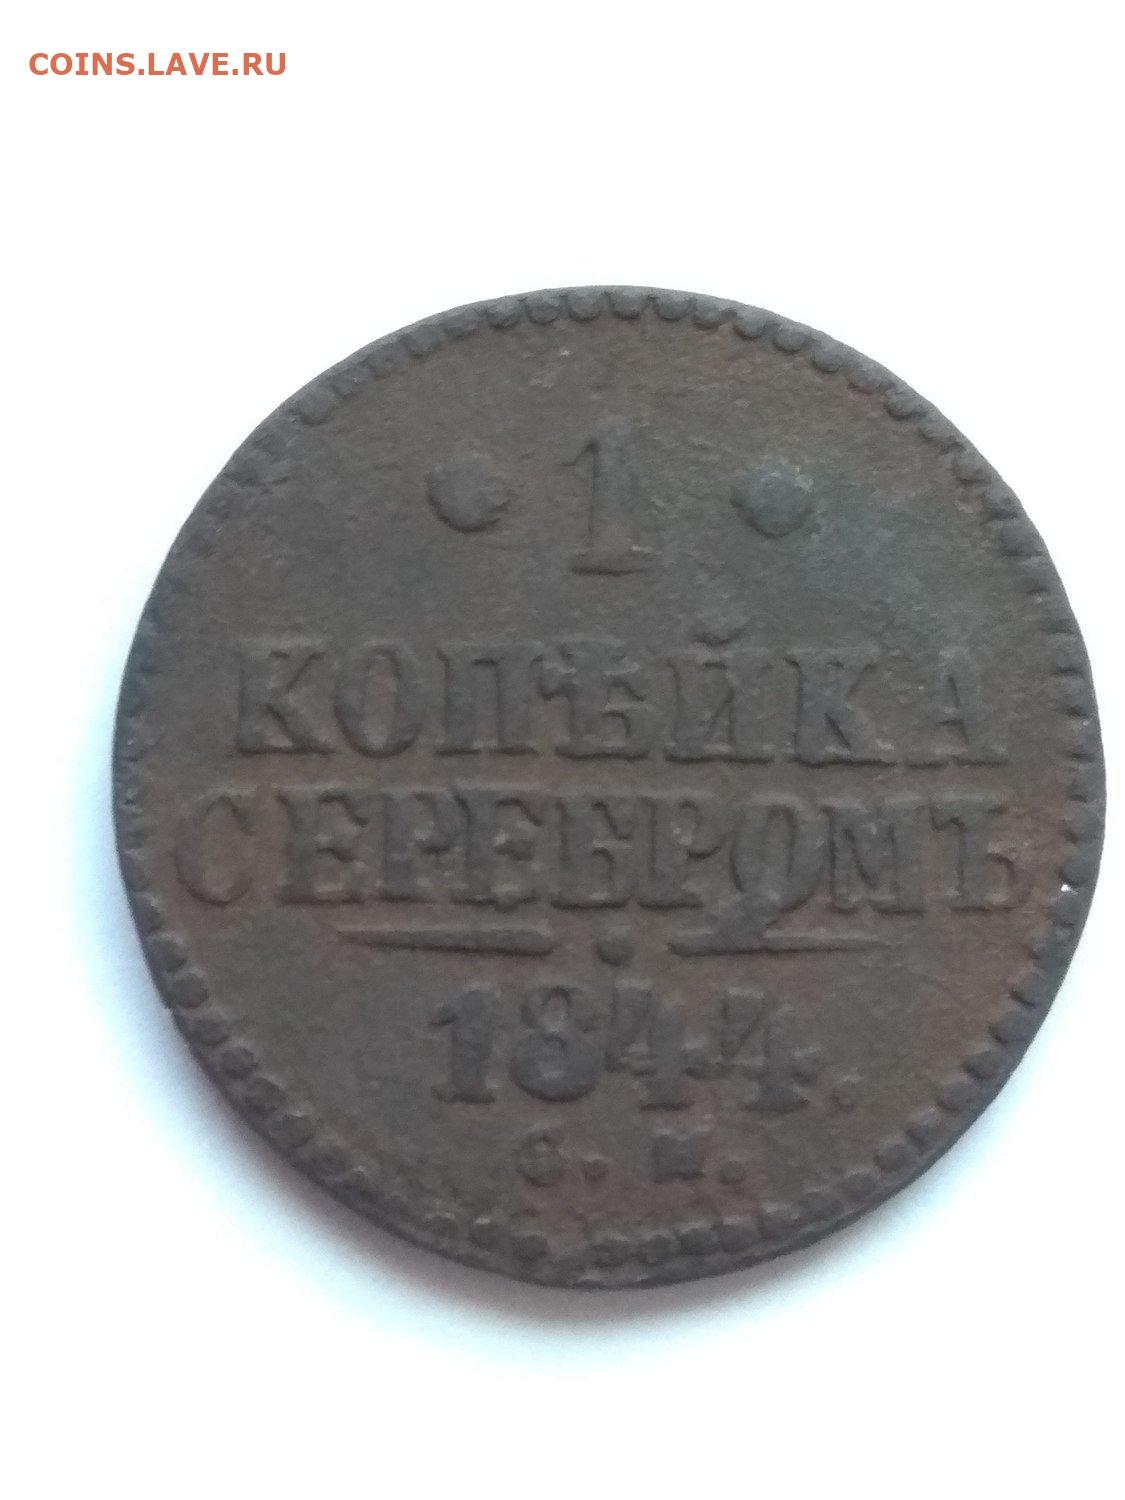 COINS.LAVE.RU
• 1 •
КОПѢЙКА
СЕРЕБРОМЪ
1844.
С. М.